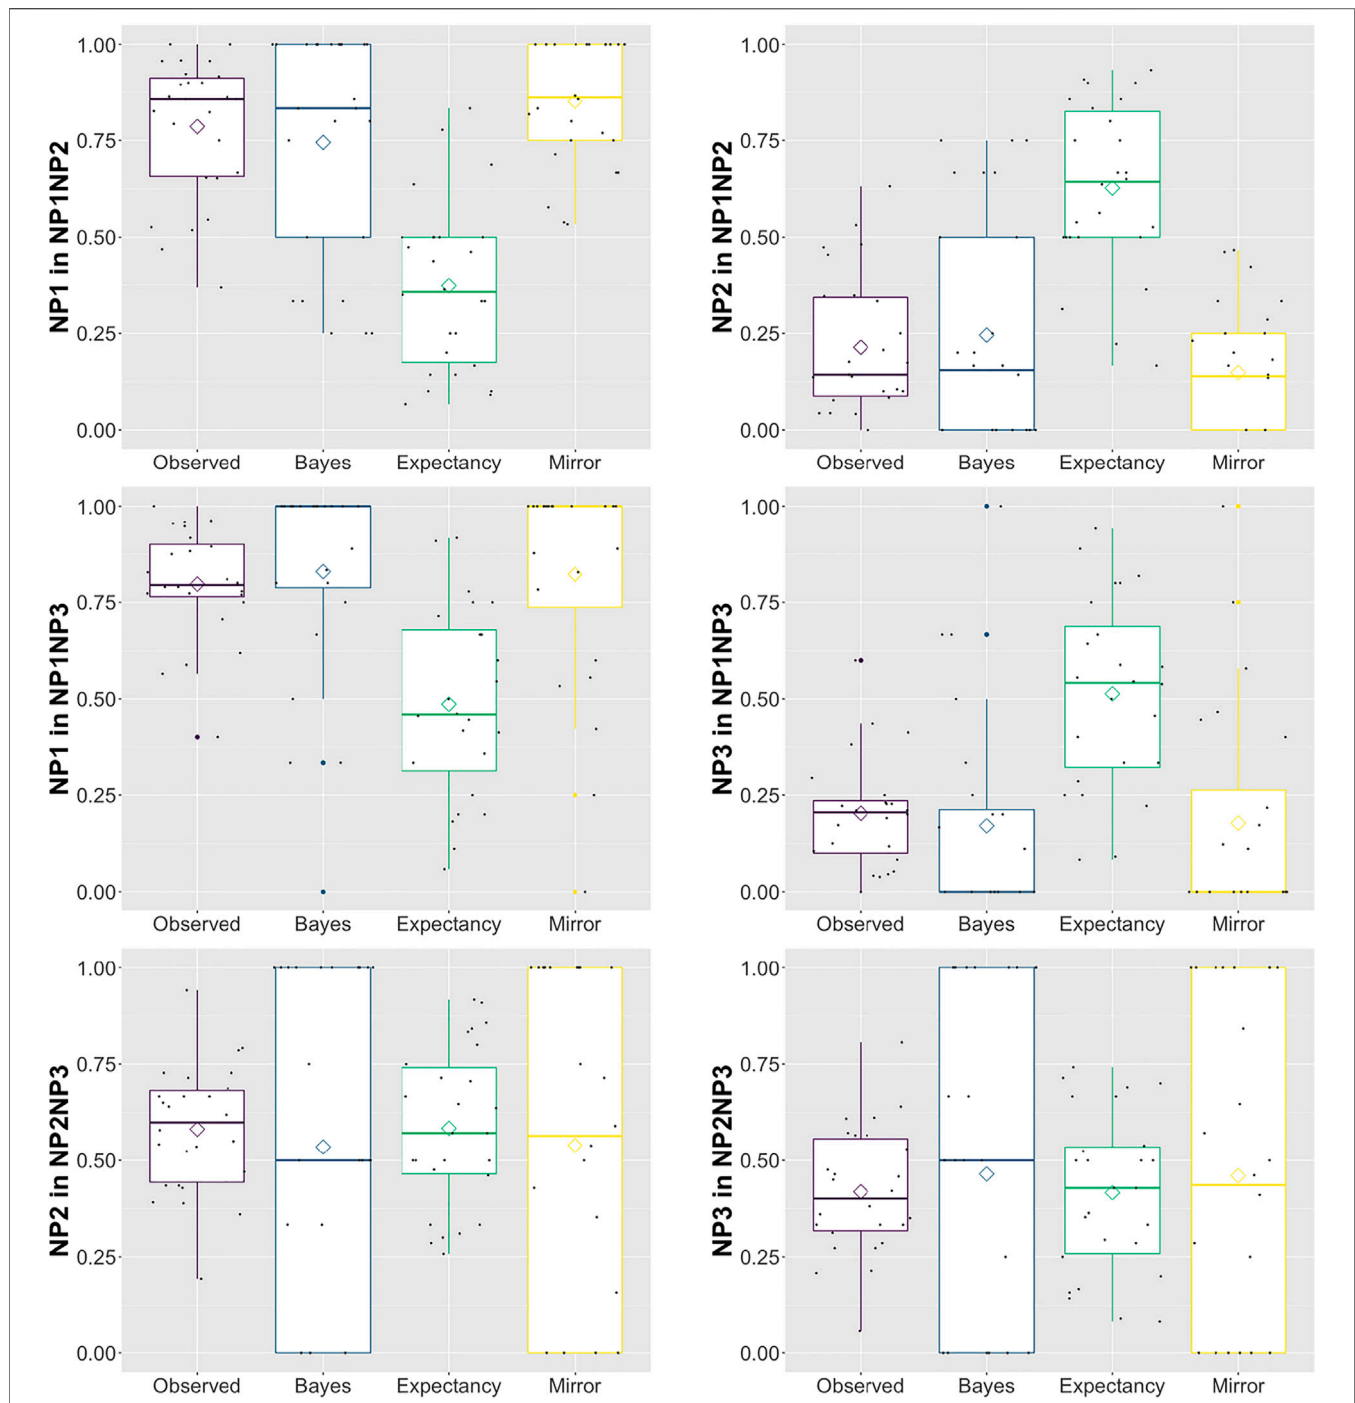 NP1 in NP1NP2
1.00
0.75
0.50
0.25
0.00
Observed Bayes Expectancy Mirror
NP2 in NP1NP2
1.00
0.75
0.50
0.25
0.00
Observed Bayes Expectancy Mirror
NP1 in NP1NP3
1.00
0.75
0.50
0.25
0.00
Observed Bayes Expectancy Mirror
NP3 in NP1NP3
1.00
0.75
0.50
0.25
0.00
Observed Bayes Expectancy Mirror
NP2 in NP2NP3
1.00
0.75
0.50
0.25
0.00
Observed Bayes Expectancy Mirror
NP3 in NP2NP3
1.00
0.75
0.50
0.25
0.00
Observed Bayes Expectancy Mirror